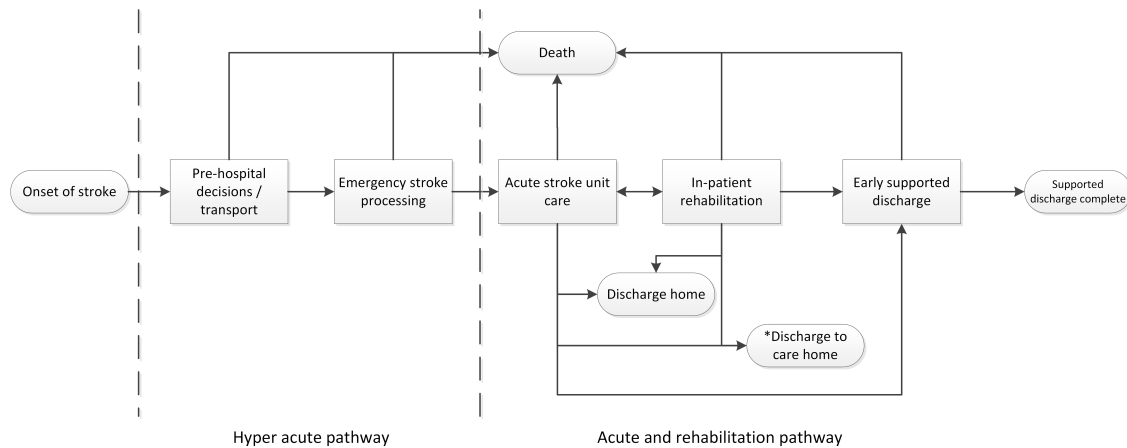 Death
Onset of stroke
Pre-hospital
decisions /
transport
Emergency stroke
processing
Acute stroke unit
care
In-patient
rehabilitation
Early supported
discharge
Supported
discharge complete
Discharge home
*Discharge to
care home
Hyper acute pathway
Acute and rehabilitation pathway